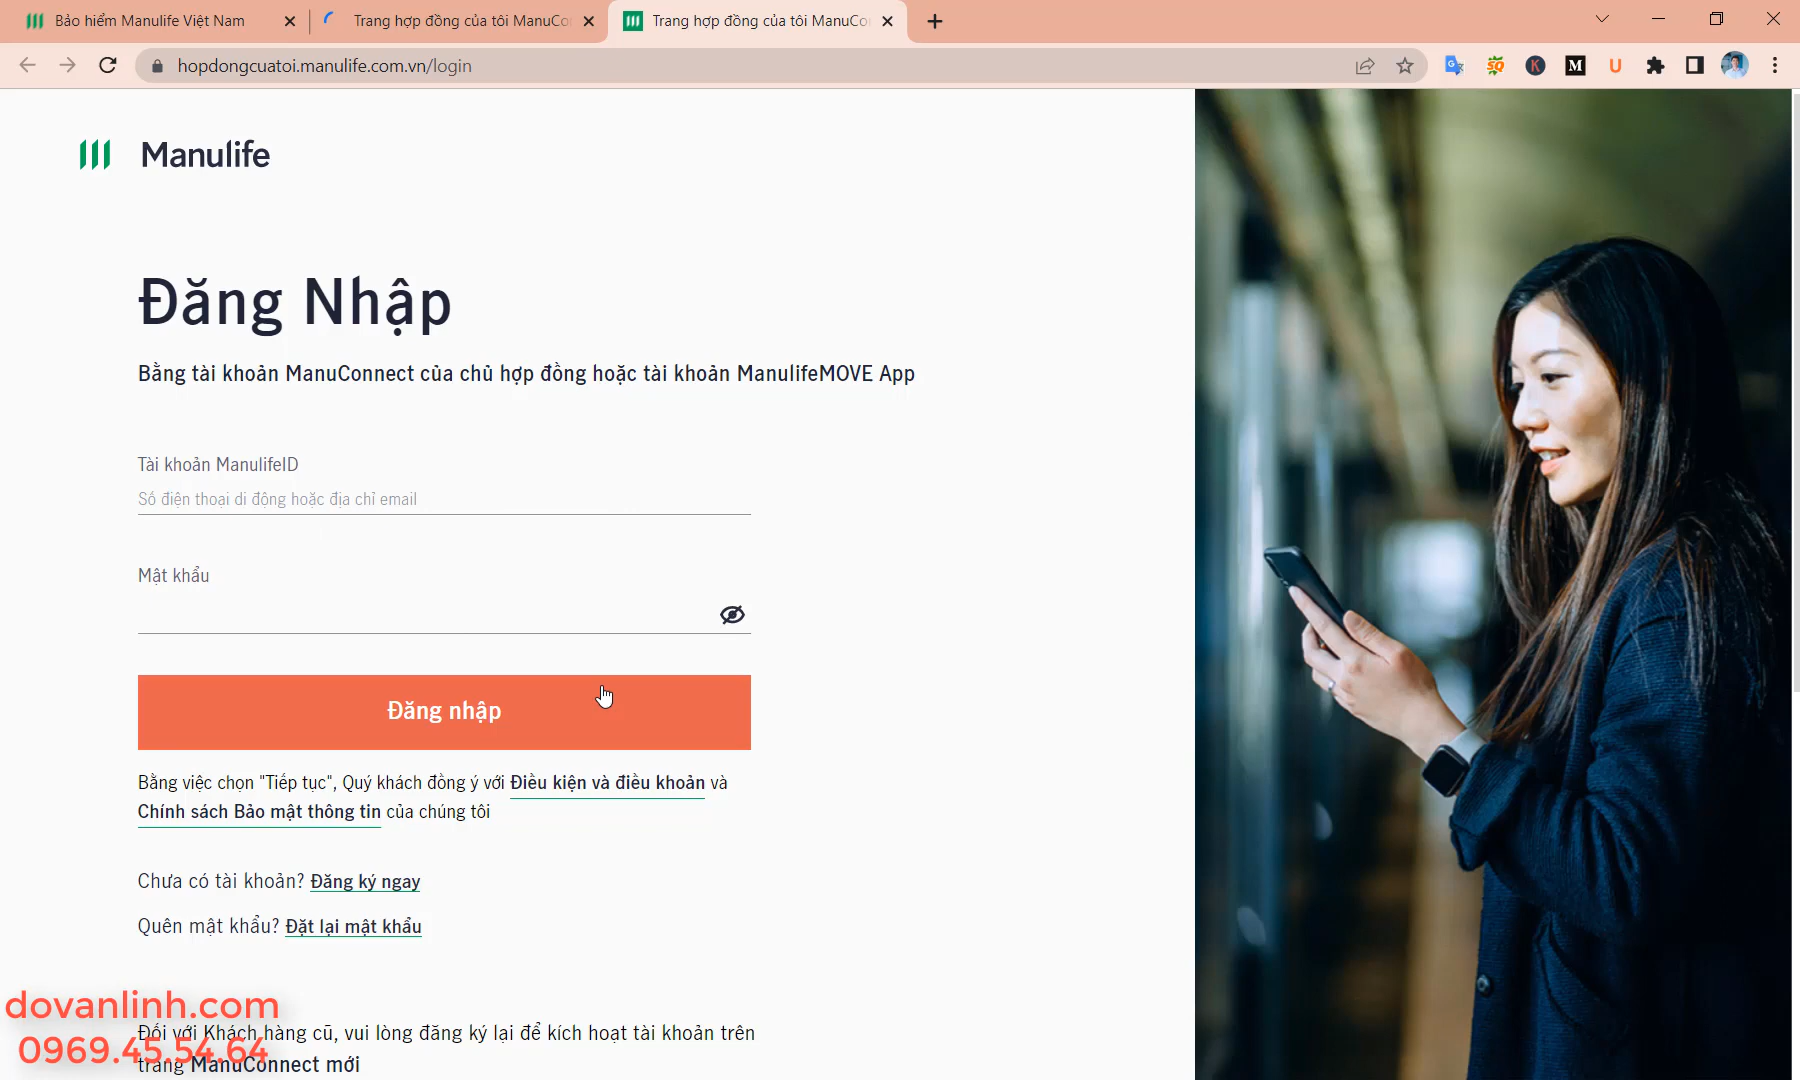 Bảo hiểm Manulife Việt Nam
Trang hợp đồng của tôi ManuCo
Trang hợp đồng của tôi ManuCo
hopdongcuatoi.manulife.com.vn/login
SQ
K
M
U
Manulife
Đăng Nhập
Bằng tài khoản ManuConnect của chủ hợp đồng hoặc tài khoản ManulifeMOVE App
Tài khoản ManulifeID
Số điện thoại di động hoặc địa chỉ email
Mật khẩu
Đăng nhập
Bằng việc chọn "Tiếp tục", Quý khách đồng ý với Điều kiện và điều khoản và
Chính sách Bảo mật thông tin của chúng tôi
Chưa có tài khoản? Đăng ký ngay
Quên mật khẩu? Đặt lại mật khẩu
dovanlinh.com
Đối với Khách hàng cũ, vui lòng đăng ký lại để kích hoạt tài khoản trên
0969.45.54.64
trang ManuConnect mới